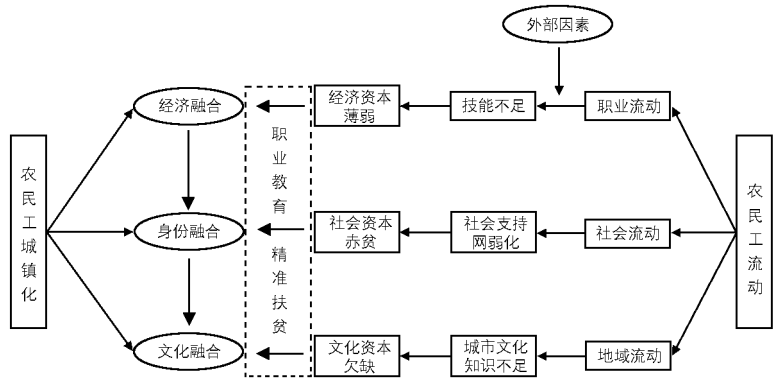 外部因素
经济融合
经济资本
薄弱
技能不足
职业流动
农民工城镇化
职业教育 精准扶贫
身份融合
社会资本
赤贫
社会支持
网弱化
社会流动
农民工流动
文化融合
文化资本
欠缺
城市文化
知识不足
地域流动